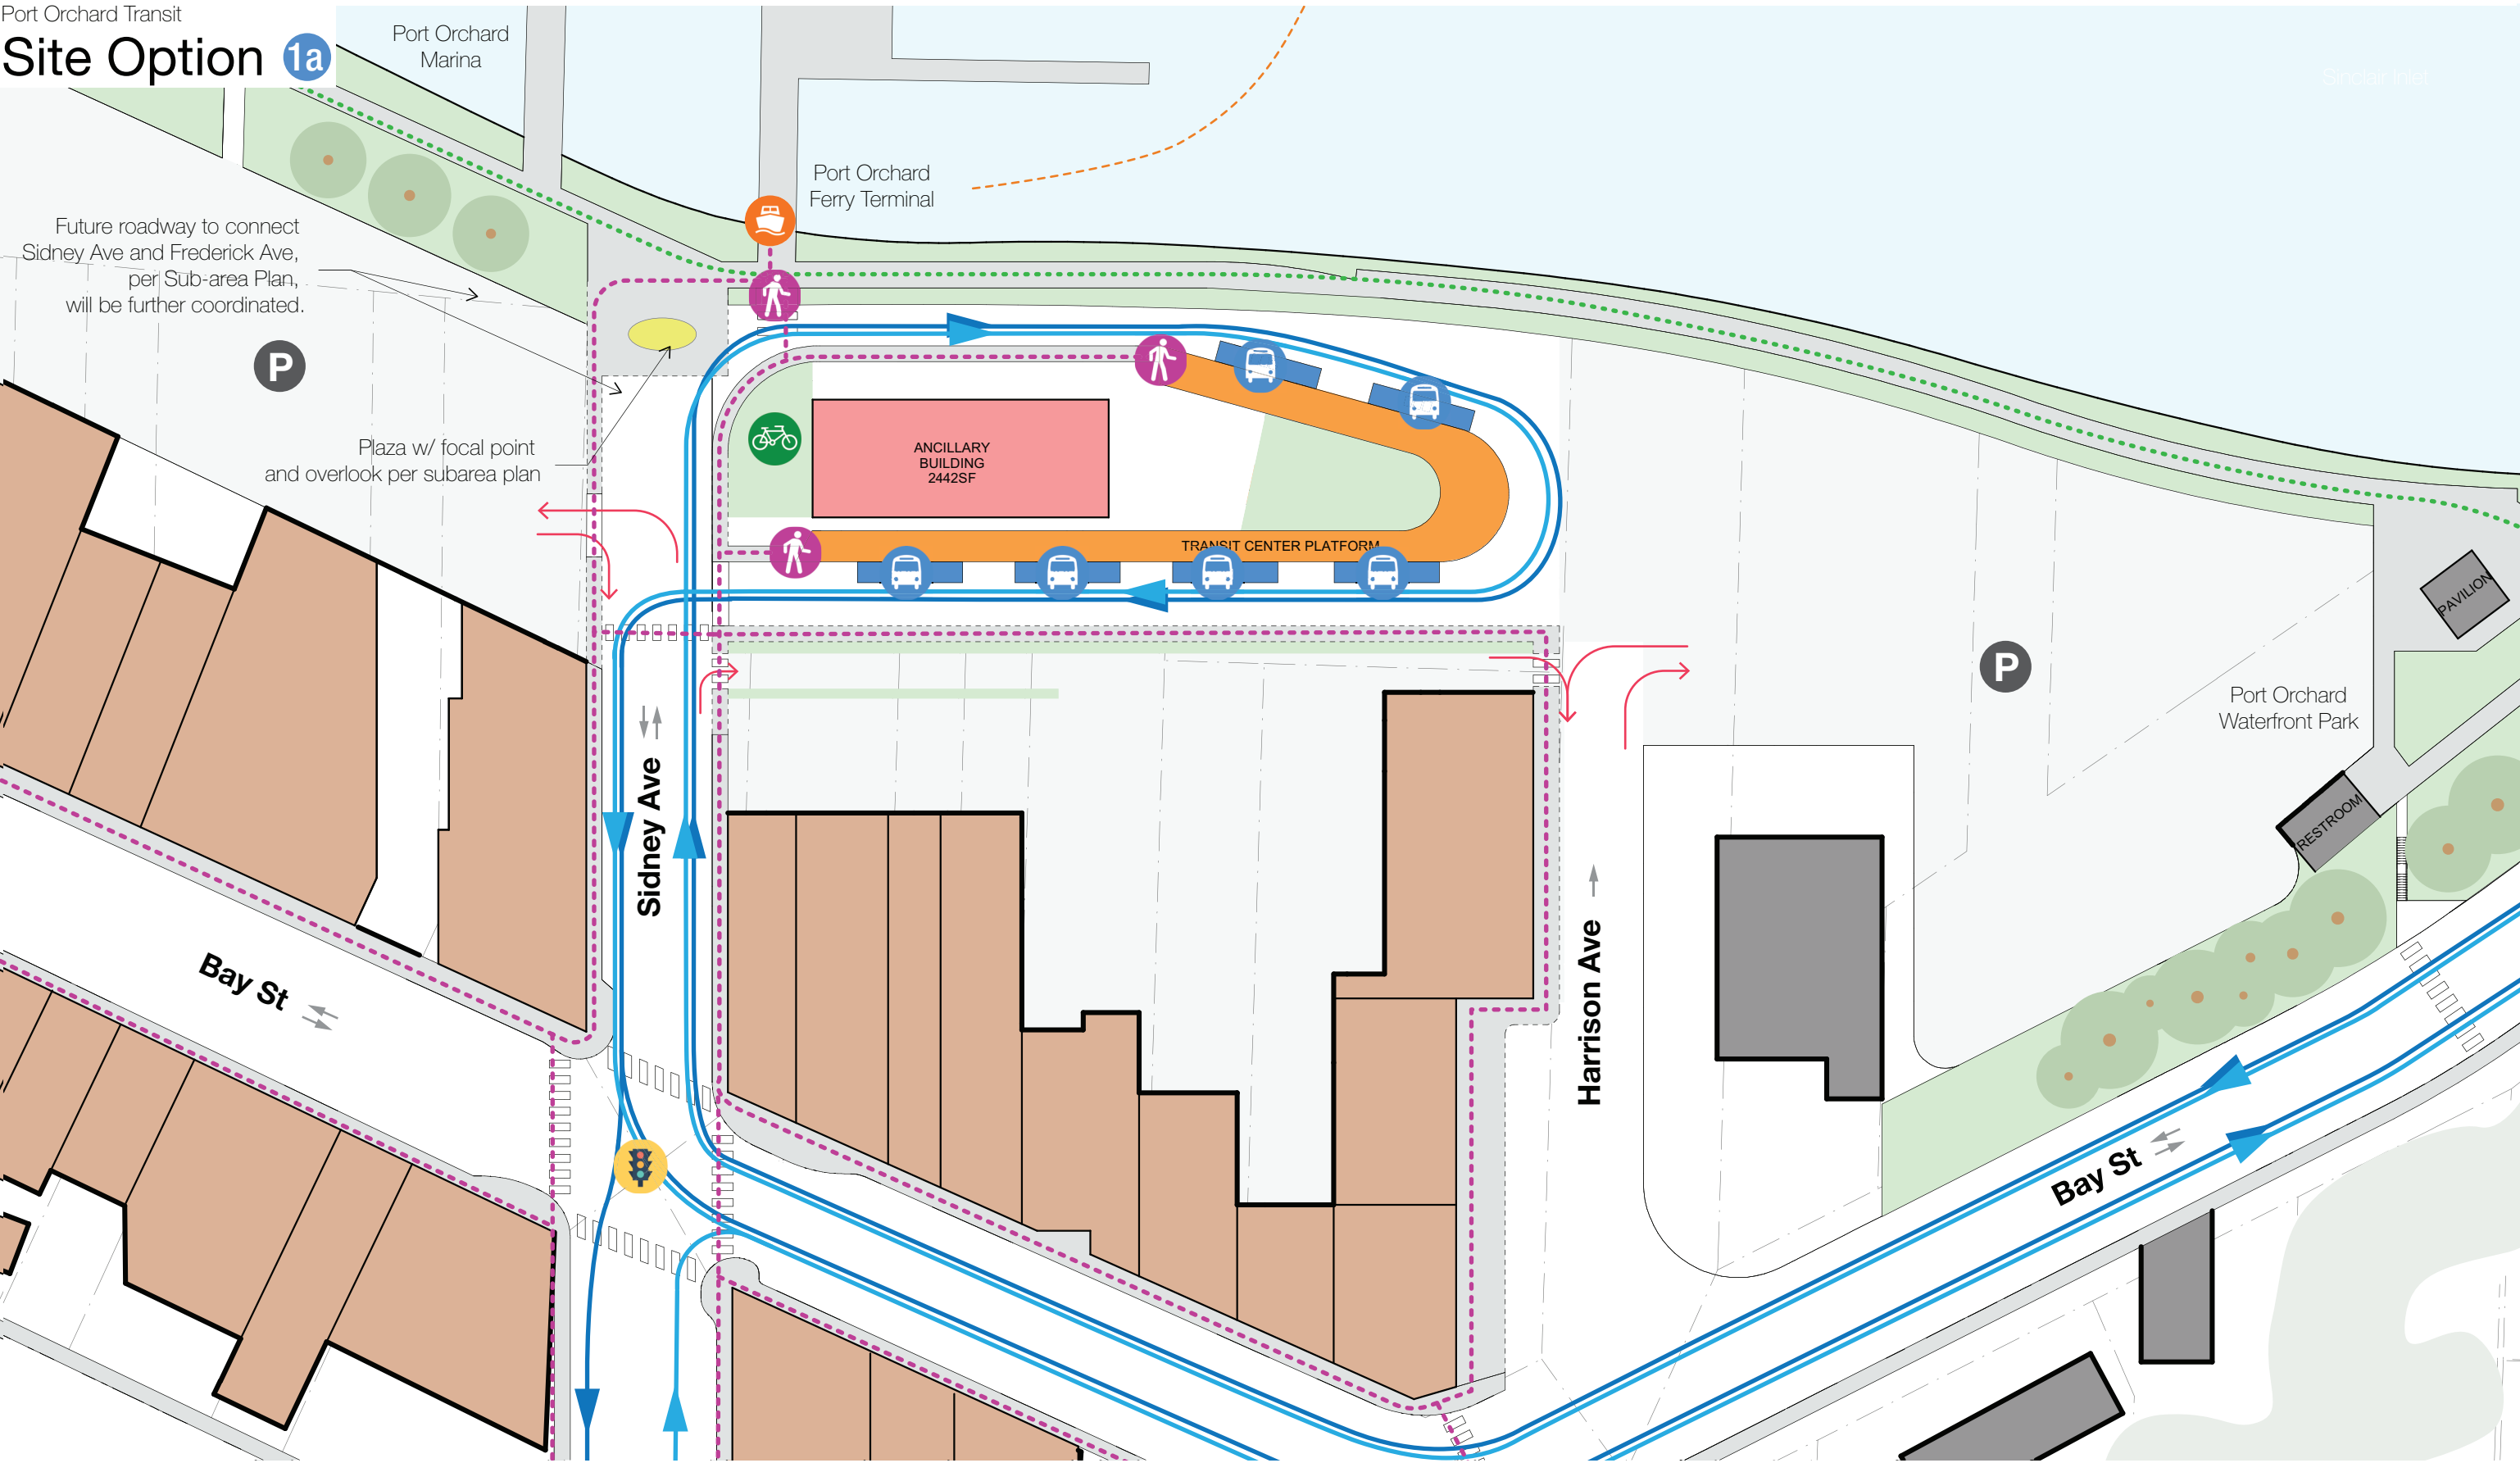 Port Orchard Transit
Site Option 1a
Port Orchard
Marina
Sinclair Inlet
Port Orchard
Ferry Terminal
Future roadway to connect
Sidney Ave and Frederick Ave,
per Sub-area Plan,
will be further coordinated.
P
Plaza w/ focal point
and overlook per subarea plan
ANCILLARY
BUILDING
2442SF
TRANSIT CENTER PLATFORM
PAVILION
P
Port Orchard
Waterfront Park
RESTROOM
Sidney Ave
Harrison Ave
Bay St
Bay St